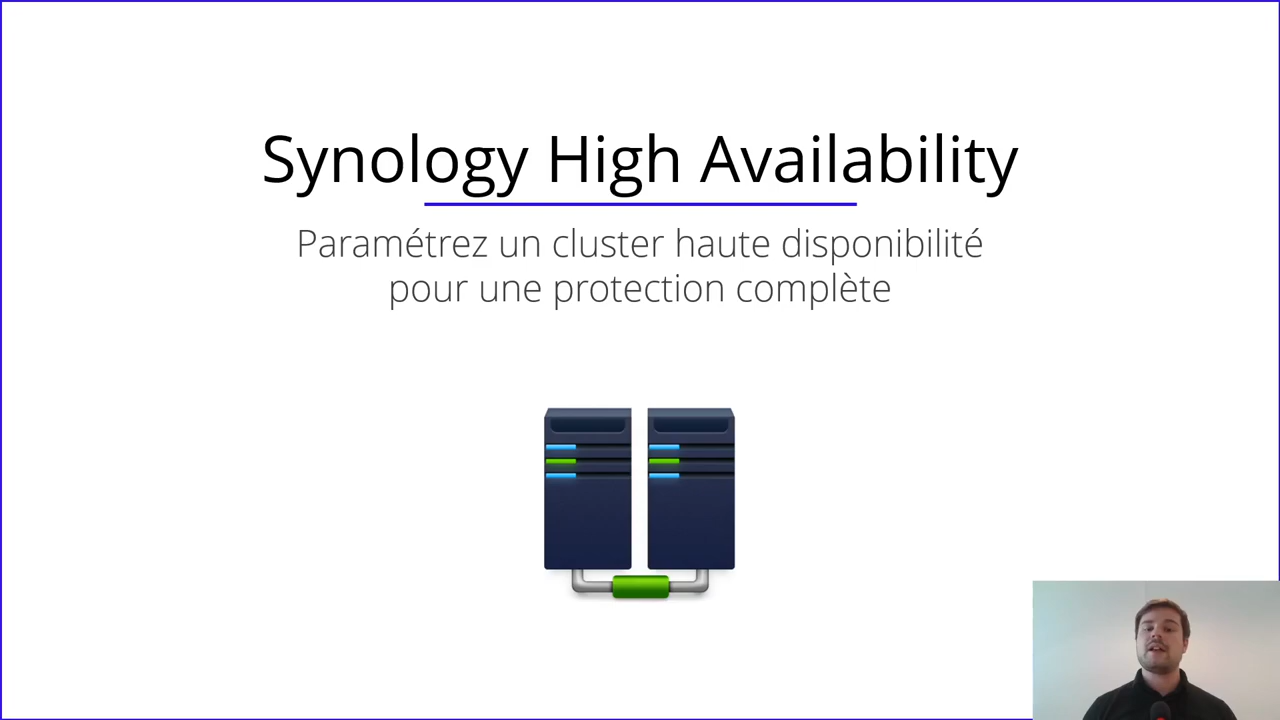 Synology High Availability
Paramétrez un cluster haute disponibilité
pour une protection complète